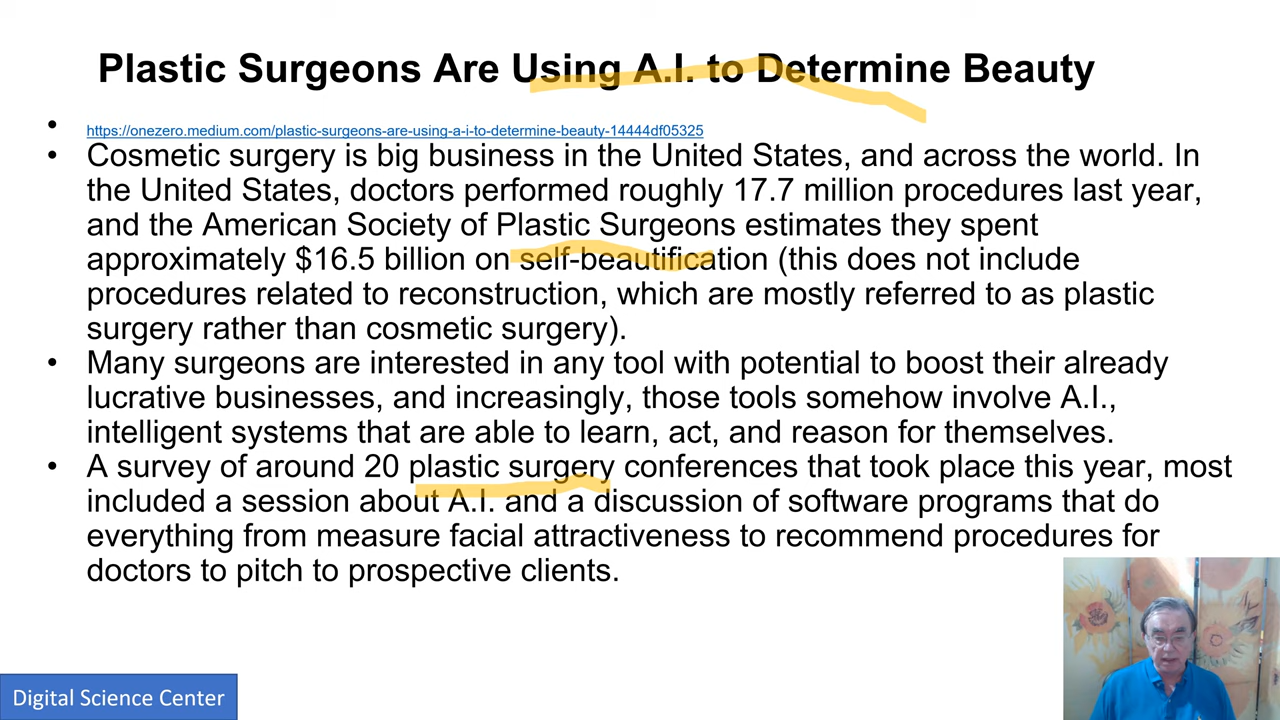 Plastic Surgeons Are Using A.I. to Determine Beauty
• https://onezero.medium.com/plastic-surgeons-are-using-a-i-to-determine-beauty-14444df05325
• Cosmetic surgery is big business in the United States, and across the world. In
the United States, doctors performed roughly 17.7 million procedures last year,
and the American Society of Plastic Surgeons estimates they spent
approximately $16.5 billion on self-beautification (this does not include
procedures related to reconstruction, which are mostly referred to as plastic
surgery rather than cosmetic surgery).
• Many surgeons are interested in any tool with potential to boost their already
lucrative businesses, and increasingly, those tools somehow involve A.I.,
intelligent systems that are able to learn, act, and reason for themselves.
• A survey of around 20 plastic surgery conferences that took place this year, most
included a session about A.I. and a discussion of software programs that do
everything from measure facial attractiveness to recommend procedures for
doctors to pitch to prospective clients.
Digital Science Center